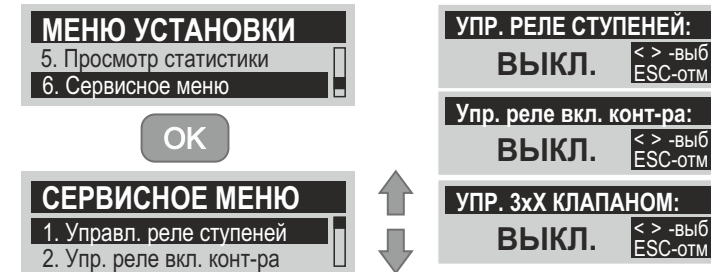 МЕНЮ УСТАНОВКИ
5. Просмотр статистики
6. Сервисное меню
OK
СЕРВИСНОЕ МЕНЮ
1. Управл. реле ступеней
2. Упр. реле вкл. конт-ра
УПР. РЕЛЕ СТУПЕНЕЙ:
ВЫКЛ.
< > -выб
ESC-отм
Упр. реле вкл. конт-ра:
ВЫКЛ.
< > -выб
ESC-отм
УПР. 3xХ КЛАПАНОМ:
ВЫКЛ.
< > -выб
ESC-отм